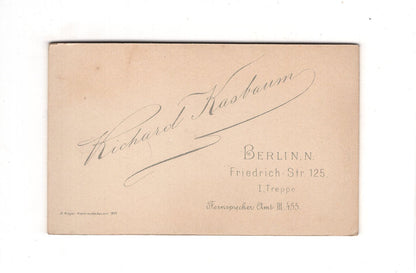 Richard Kasbaum
BERLIN, N.
Friedrich-Str. 125
I. Treppe
Fernsprecher Amt III. 455.